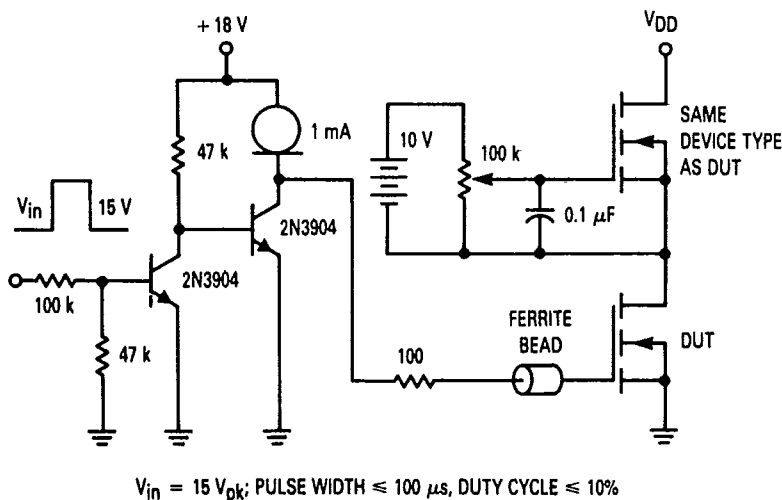 +18 V
V_DD
SAME
DEVICE TYPE
AS DUT
1 mA
47 k
10 V
100 k
V_in
15 V
2N3904
0.1 μF
2N3904
100 k
47 k
FERRITE
BEAD
DUT
100
V_in = 15 V_pk; PULSE WIDTH ≤ 100 μs, DUTY CYCLE ≤ 10%